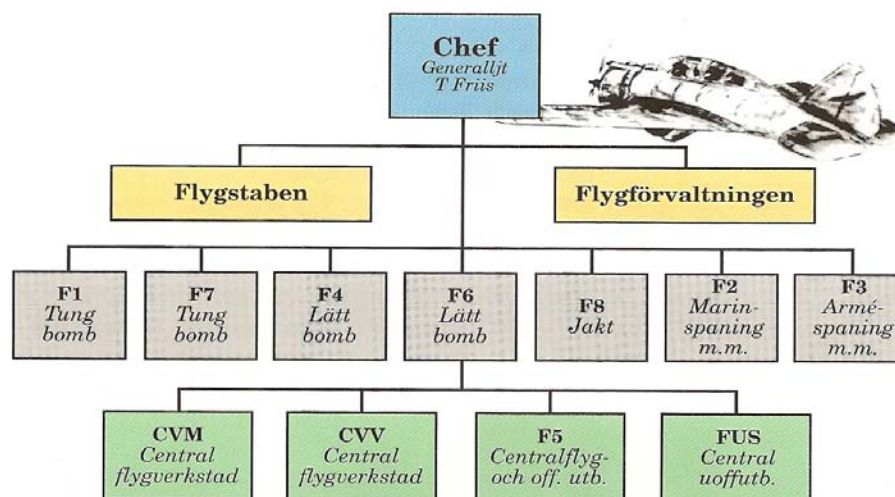 Chef
Generalljt
T Friis
Flygstaben
Flygförvaltningen
F1
Tung
bomb
F7
Tung
bomb
F4
Lätt
bomb
F6
Lätt
bomb
F8
Jakt
F2
Marin-
spaning
m.m.
F3
Armé-
spaning
m.m.
CVM
Central
flygverkstad
CVV
Central
flygverkstad
F5
Centralflyg-
och off. utb.
FUS
Central
uoffutb.